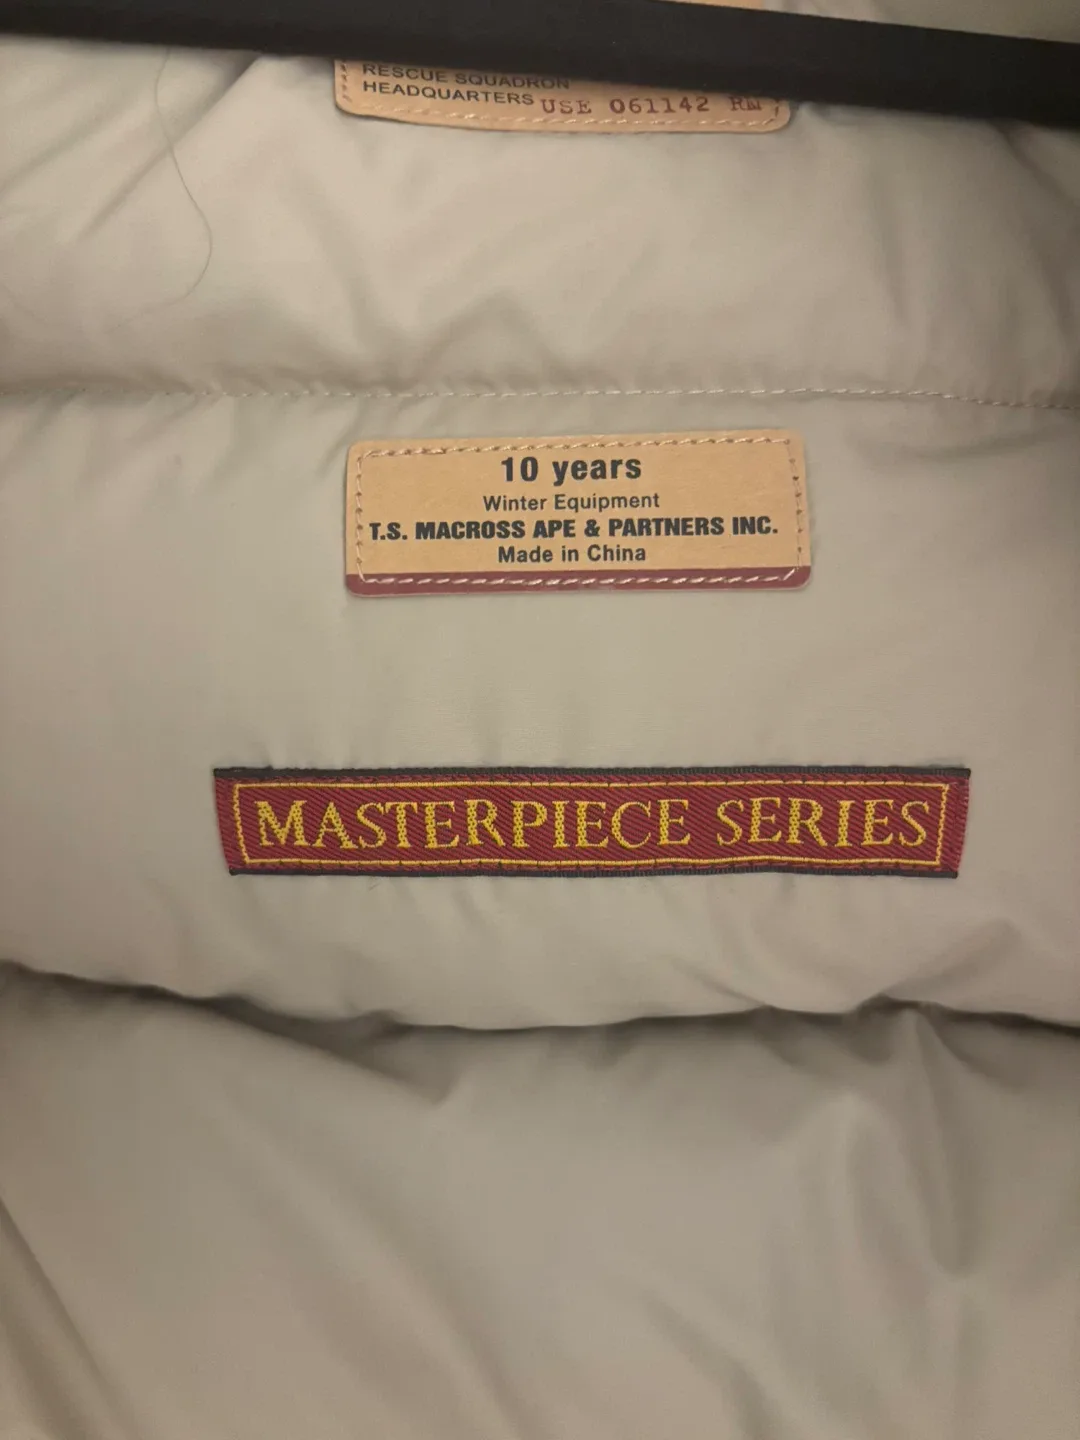 RESCUE SQUADRON
HEADQUARTERS USE 061142 RW
10 years
Winter Equipment
T.S. MACROSS APE & PARTNERS INC.
Made in China
MASTERPIECE SERIES